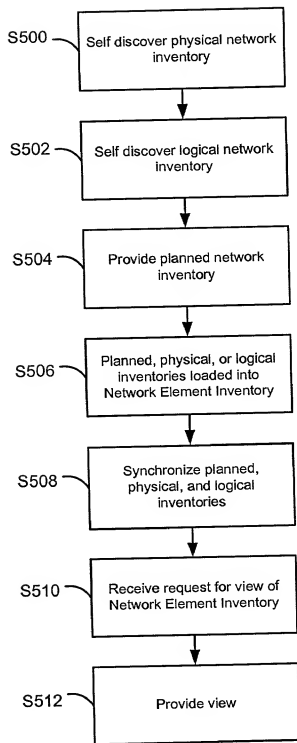 S500
Self discover physical network
inventory
S502
Self discover logical network
inventory
S504
Provide planned network
inventory
S506
Planned, physical, or logical
inventories loaded into
Network Element Inventory
S508
Synchronize planned,
physical, and logical
inventories
S510
Receive request for view of
Network Element Inventory
S512
Provide view